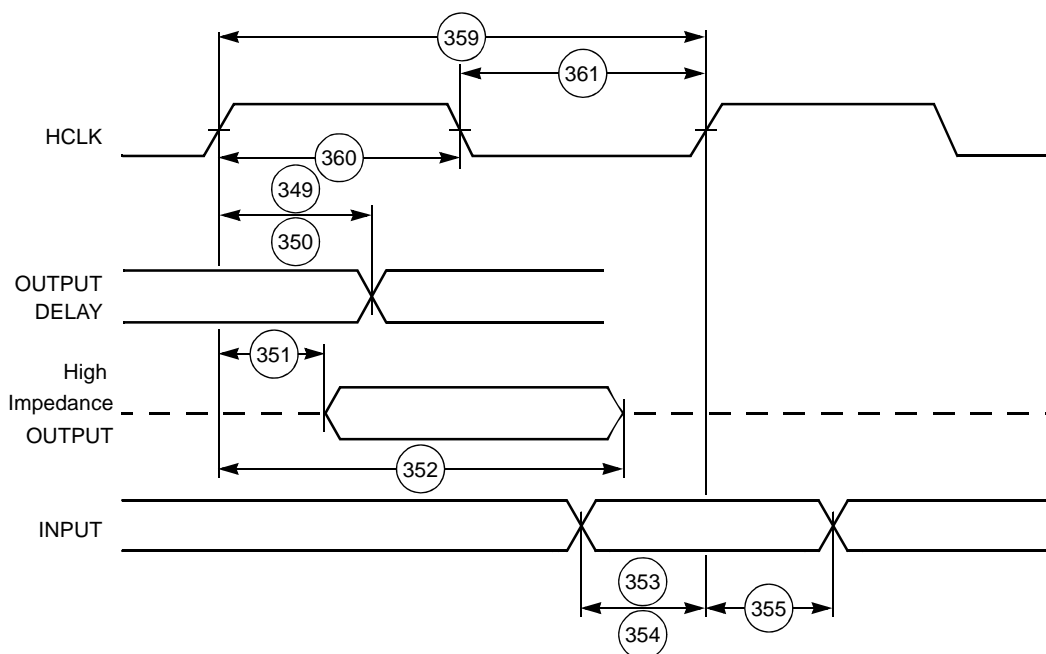 359
361
HCLK
360
349
350
OUTPUT
DELAY
351
High
Impedance
OUTPUT
352
INPUT
353
354
355